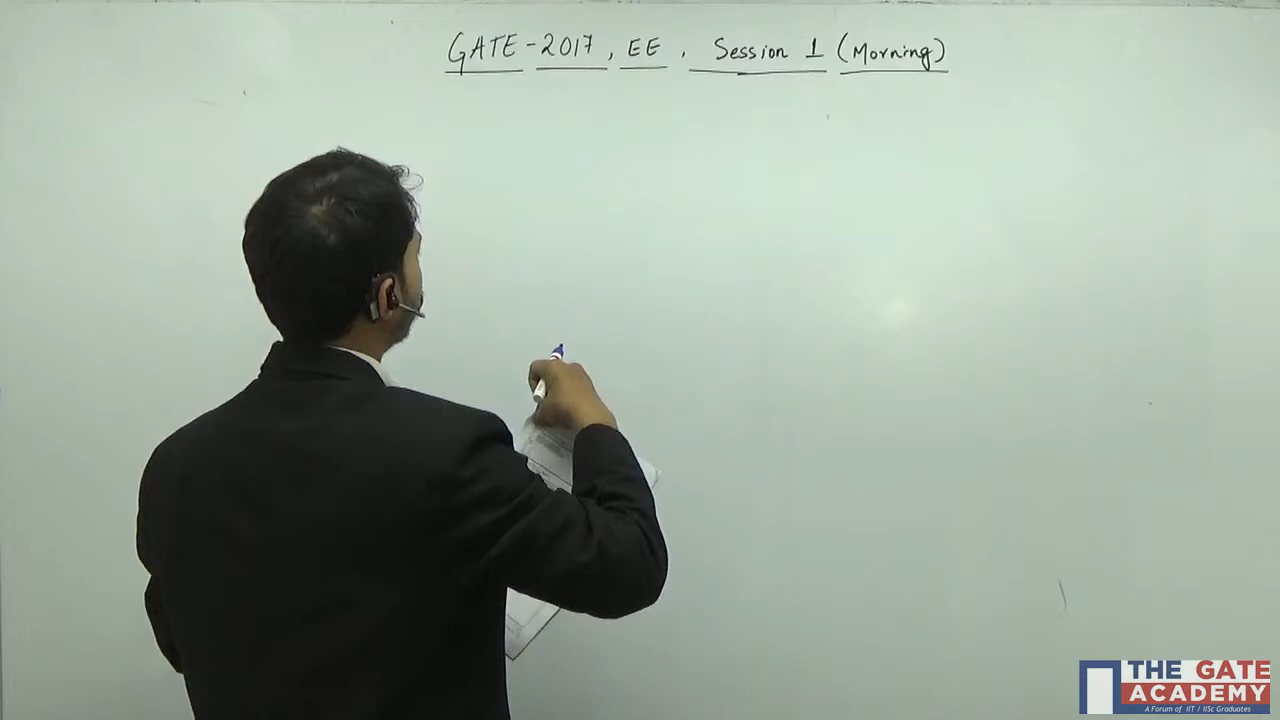 GATE-2017, EE, Session 1 (Morning)
THE GATE
ACADEMY
A Forum of IIT / IISc Graduates